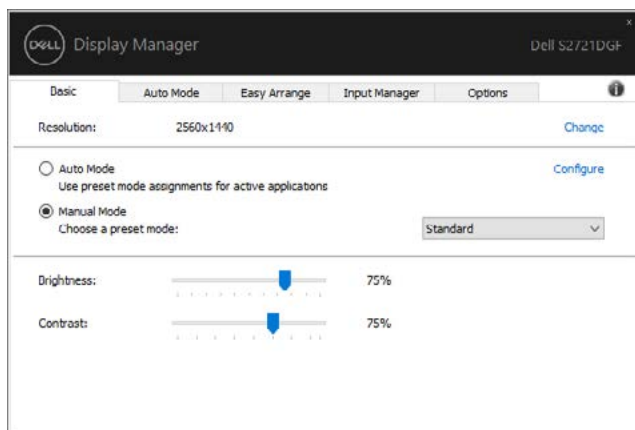 x
DELL Display Manager Dell S2721DGF
Basic Auto Mode Easy Arrange Input Manager Options i
Resolution: 2560x1440 Change
Auto Mode Configure
Use preset mode assignments for active applications
Manual Mode
Choose a preset mode: Standard
Brightness: 75%
Contrast: 75%